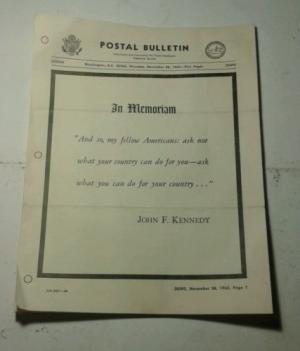 POSTAL BULLETIN
Washington, D.C. 20260, Thursday, November 28, 1963
In Memoriam
"And so, my fellow Americans: ask not
what your country can do for you—ask
what you can do for your country . . ."
JOHN F. KENNEDY
20095, November 28, 1963, Page 1